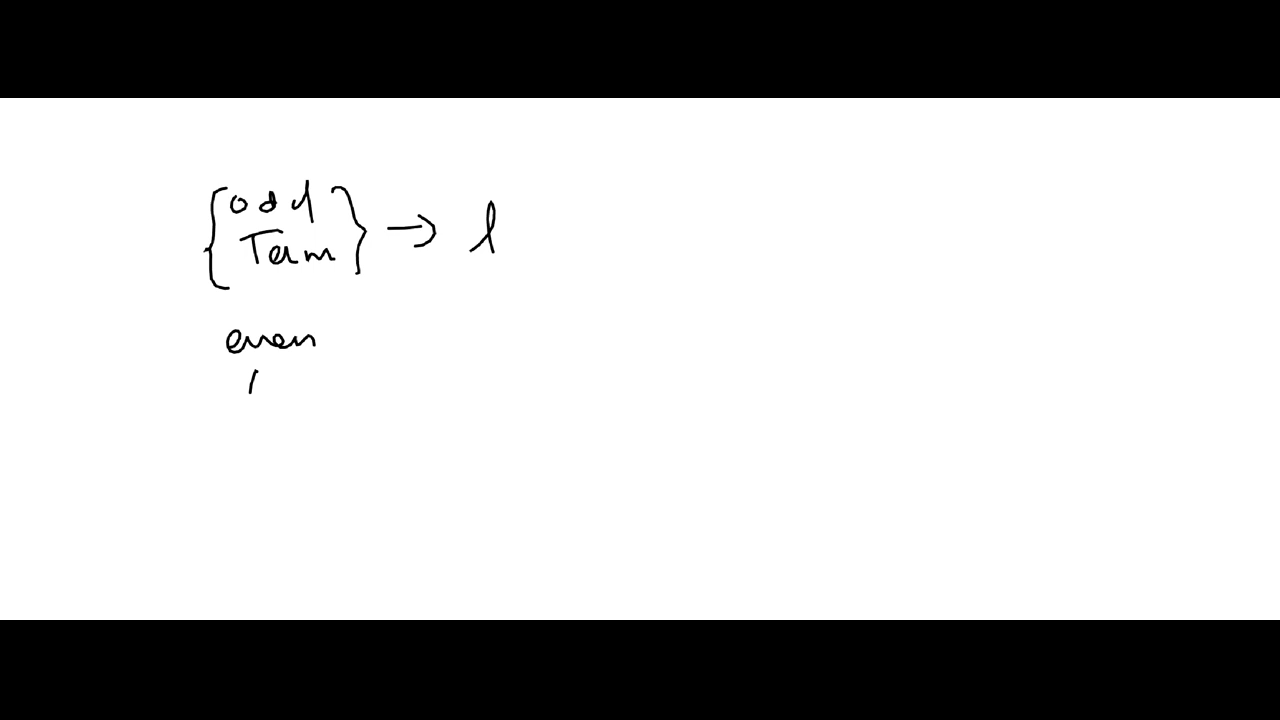 {odd Term} → l
even